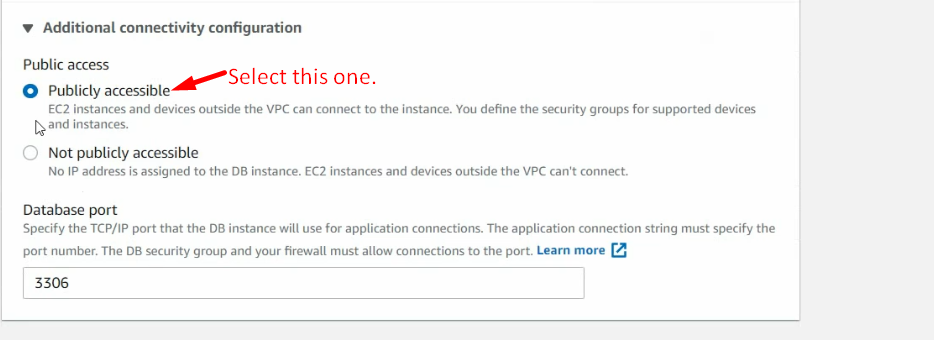 Additional connectivity configuration
Public access
Publicly accessible
Select this one.
EC2 instances and devices outside the VPC can connect to the instance. You define the security groups for supported devices
and instances.
Not publicly accessible
No IP address is assigned to the DB instance. EC2 instances and devices outside the VPC can't connect.
Database port
Specify the TCP/IP port that the DB instance will use for application connections. The application connection string must specify the
port number. The DB security group and your firewall must allow connections to the port. Learn more
3306